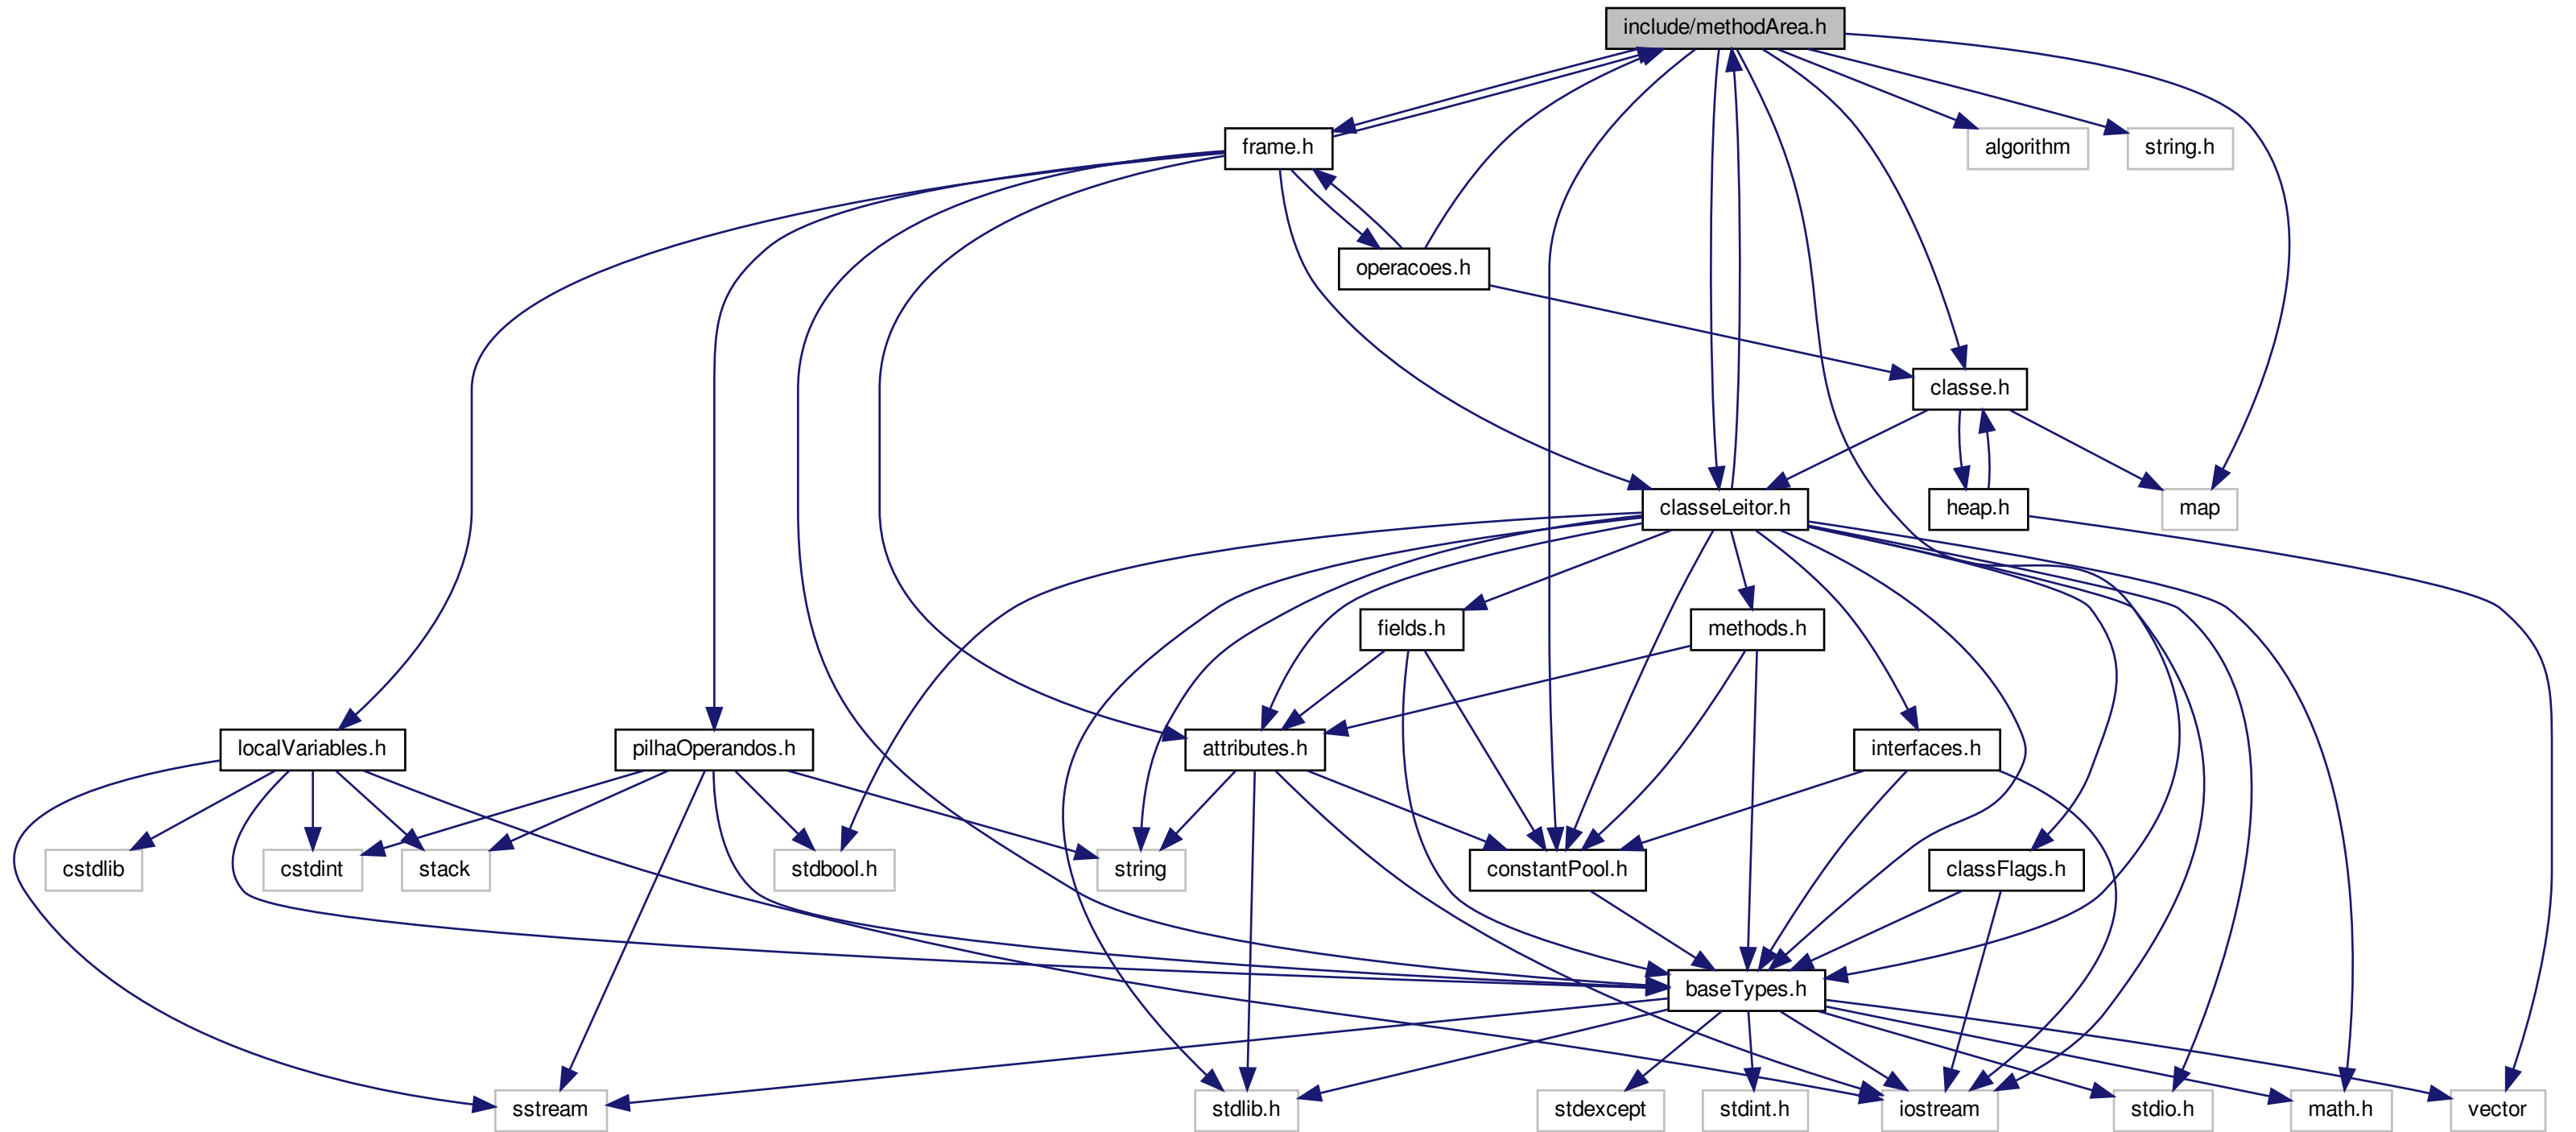 include/methodArea.h
frame.h
algorithm
string.h
operacoes.h
classe.h
classeLeitor.h
heap.h
map
fields.h
methods.h
localVariables.h
pilhaOperandos.h
attributes.h
interfaces.h
cstdlib
cstdint
stack
stdbool.h
string
constantPool.h
classFlags.h
baseTypes.h
sstream
stdlib.h
stdexcept
stdint.h
iostream
stdio.h
math.h
vector